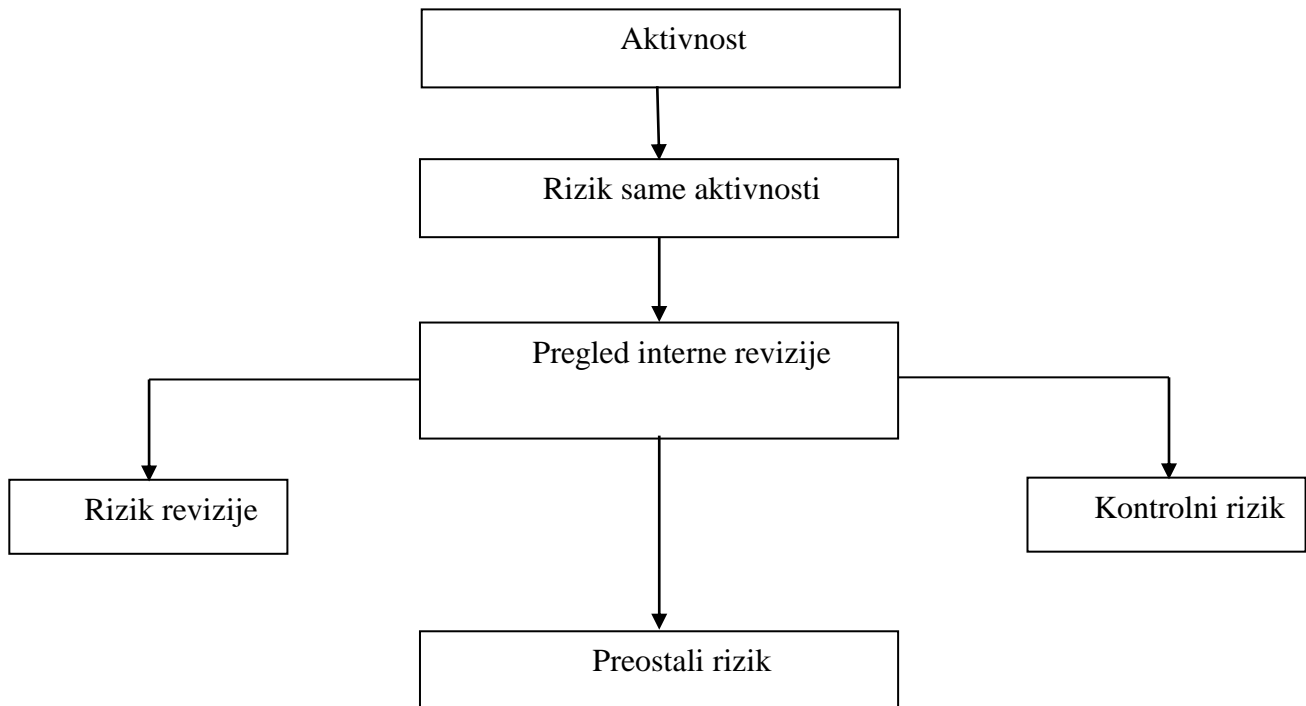 Aktivnost
Rizik same aktivnosti
Pregled interne revizije
Rizik revizije
Kontrolni rizik
Preostali rizik